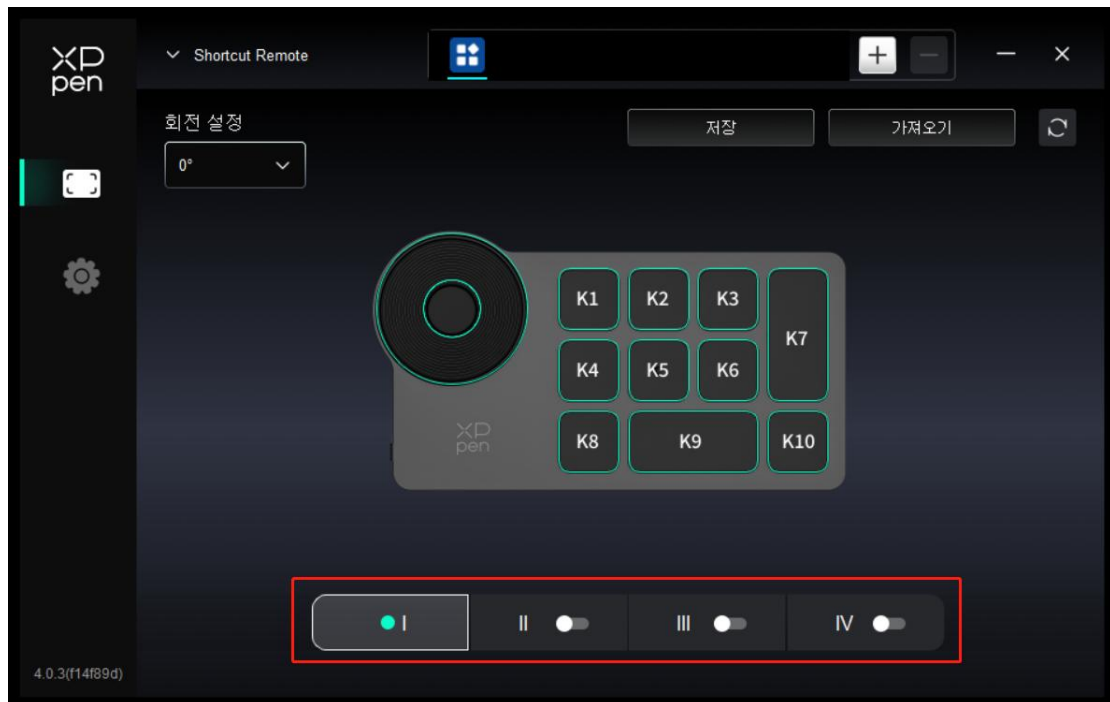 XP
pen
Shortcut Remote
회전 설정
저장
가져오기
0°
K1
K2
K3
K7
K4
K5
K6
XP
pen
K8
K9
K10
I
II
III
IV
4.0.3(f14f89d)